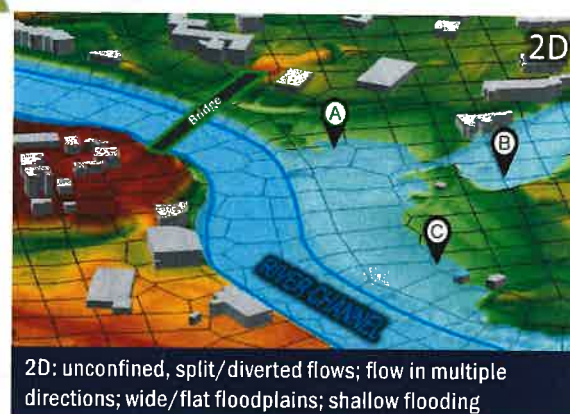 2D
Bridge
A
B
C
RIVER CHANNEL
2D: unconfined, split/diverted flows; flow in multiple
directions; wide/flat floodplains; shallow flooding